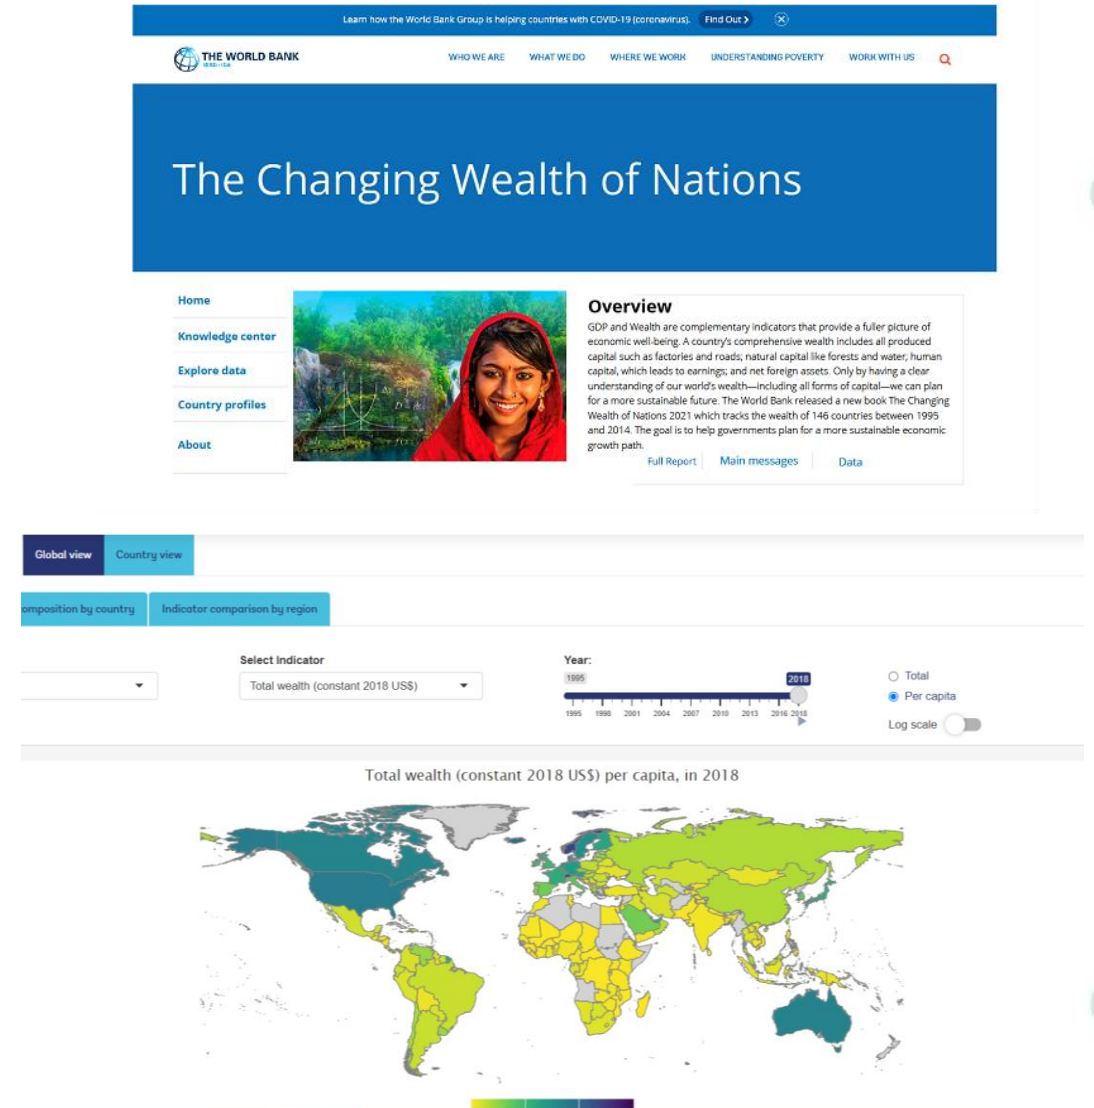 Learn how the World Bank Group is helping countries with COVID-19 (coronavirus). Find Out
THE WORLD BANK
IBRD • IDA
WHO WE ARE WHAT WE DO WHERE WE WORK UNDERSTANDING POVERTY WORK WITH US
The Changing Wealth of Nations
Home
Knowledge center
Explore data
Country profiles
About
Overview
GDP and Wealth are complementary indicators that provide a fuller picture of
economic well-being. A country's comprehensive wealth includes all produced
capital such as factories and roads; natural capital like forests and water; human
capital, which leads to earnings; and net foreign assets. Only by having a clear
understanding of our world's wealth—including all forms of capital—we can plan
for a more sustainable future. The World Bank released a new book The Changing
Wealth of Nations 2021 which tracks the wealth of 146 countries between 1995
and 2014. The goal is to help governments plan for a more sustainable economic
growth path.
Full Report Main messages Data
Global view Country view
omposition by country Indicator comparison by region
Select Indicator
Total wealth (constant 2018 US$)
Year:
1995 2018
1995 1998 2001 2004 2007 2010 2013 2016 2018
Total
Per capita
Log scale
Total wealth (constant 2018 US$) per capita, in 2018